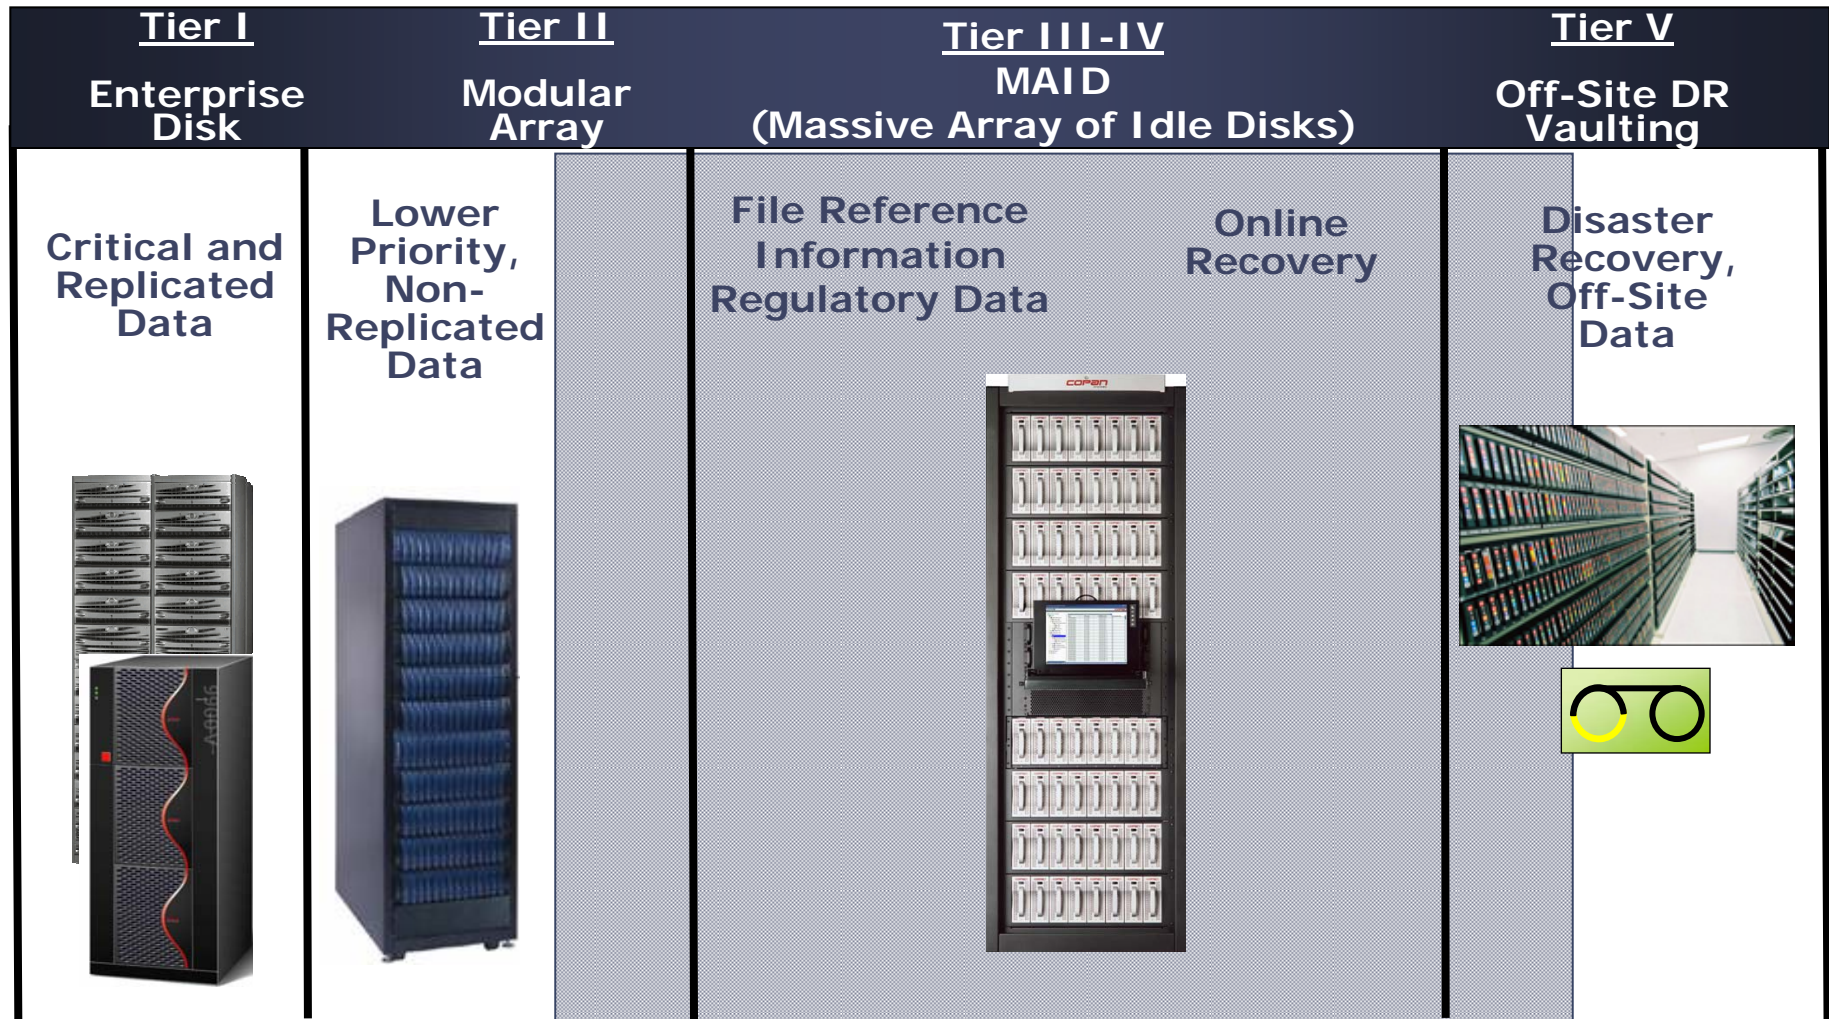 Tier I
Enterprise
Disk
Tier II
Modular
Array
Tier III-IV
MAID
(Massive Array of Idle Disks)
Tier V
Off-Site DR
Vaulting
Critical and
Replicated
Data
Lower
Priority,
Non-
Replicated
Data
File Reference
Information
Regulatory Data
Online
Recovery
Disaster
Recovery,
Off-Site
Data
COPAN
9900V